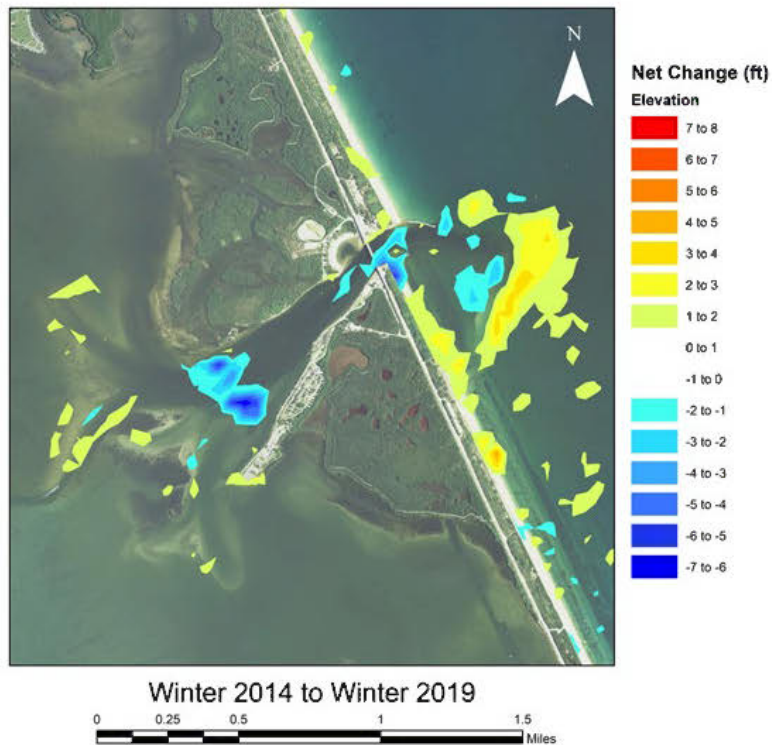 N
Net Change (ft)
Elevation
7 to 8
6 to 7
5 to 6
4 to 5
3 to 4
2 to 3
1 to 2
0 to 1
-1 to 0
-2 to -1
-3 to -2
-4 to -3
-5 to -4
-6 to -5
-7 to -6
Winter 2014 to Winter 2019
0 0.25 0.5 1 1.5
Miles